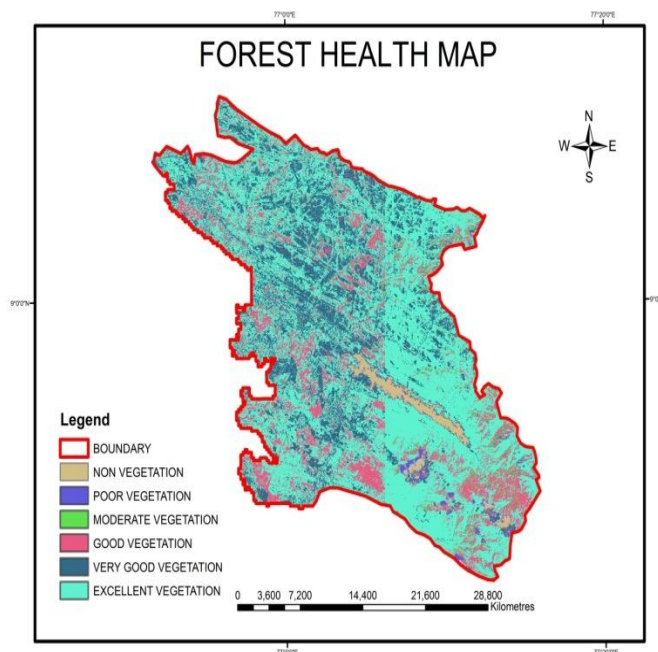 77°0'0"E 77°20'0"E
FOREST HEALTH MAP
N
W E
S
9°0'0"N
Legend
BOUNDARY
NON VEGETATION
POOR VEGETATION
MODERATE VEGETATION
GOOD VEGETATION
VERY GOOD VEGETATION
EXCELLENT VEGETATION
0 3,600 7,200 14,400 21,600 28,800
Kilometres